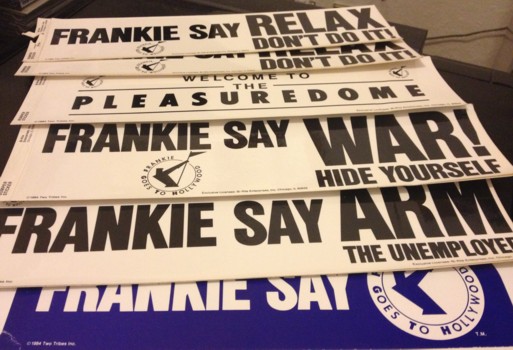 FRANKIE SAY RELAX
DON'T DO IT!
RELAX
DON'T DO IT!
WELCOME TO
THE
PLEASUREDOME
FRANKIE SAY WAR!
HIDE YOURSELF
FRANKIE GOES TO HOLLYWOOD
FRANKIE SAY ARM
THE UNEMPLOYED
FRANKIE SAY
GOES TO HOLLYWOOD
T.M.
©1984 Two Tribes Inc.